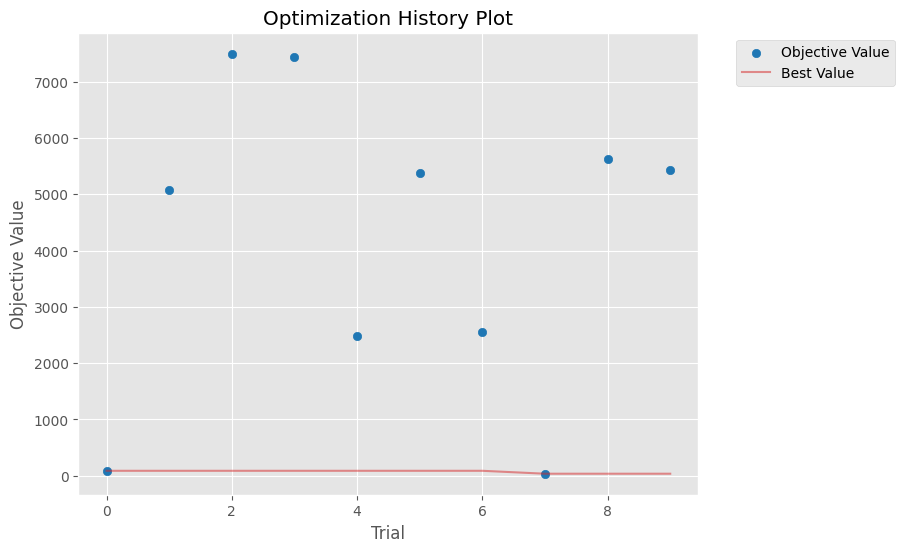 Optimization History Plot
Objective Value
Best Value
7000
6000
5000
4000
3000
2000
1000
0
Objective Value
0 2 4 6 8
Trial